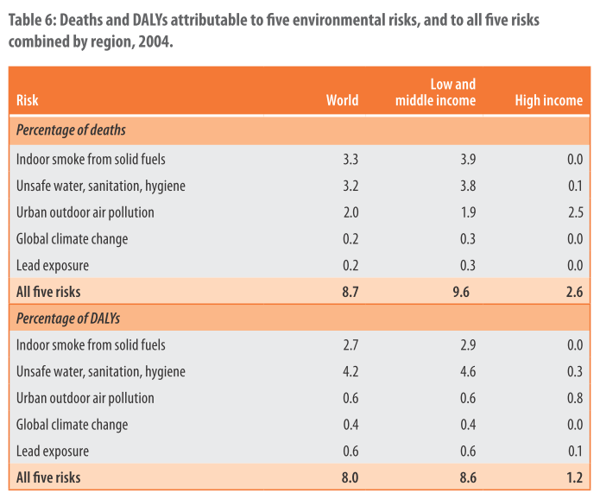 Table 6: Deaths and DALYs attributable to five environmental risks, and to all five risks
combined by region, 2004.
Risk World Low and middle income High income
Percentage of deaths
Indoor smoke from solid fuels 3.3 3.9 0.0
Unsafe water, sanitation, hygiene 3.2 3.8 0.1
Urban outdoor air pollution 2.0 1.9 2.5
Global climate change 0.2 0.3 0.0
Lead exposure 0.2 0.3 0.0
All five risks 8.7 9.6 2.6
Percentage of DALYs
Indoor smoke from solid fuels 2.7 2.9 0.0
Unsafe water, sanitation, hygiene 4.2 4.6 0.3
Urban outdoor air pollution 0.6 0.6 0.8
Global climate change 0.4 0.4 0.0
Lead exposure 0.6 0.6 0.1
All five risks 8.0 8.6 1.2